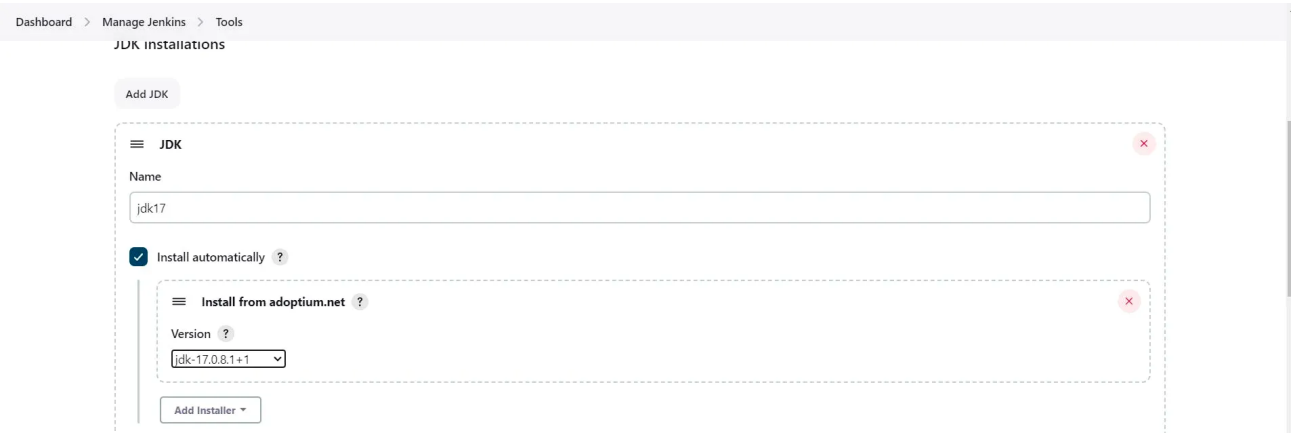 Dashboard > Manage Jenkins > Tools
JDK installations
Add JDK
JDK
Name
jdk17
Install automatically ?
Install from adoptium.net ?
Version ?
jdk-17.0.8.1+1
Add Installer